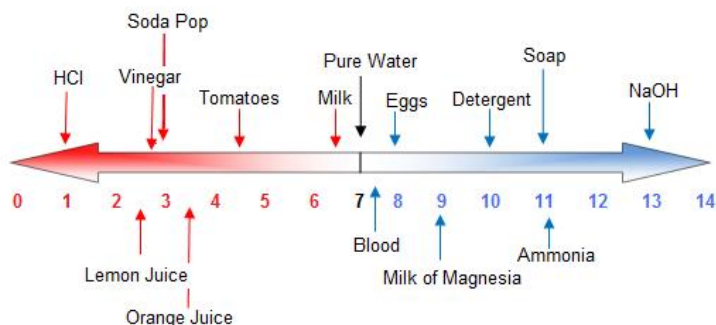 Soda Pop
HCl
Vinegar
Tomatoes
Milk
Pure Water
Eggs
Detergent
Soap
NaOH
0 1 2 3 4 5 6 7 8 9 10 11 12 13 14
Lemon Juice
Orange Juice
Blood
Milk of Magnesia
Ammonia